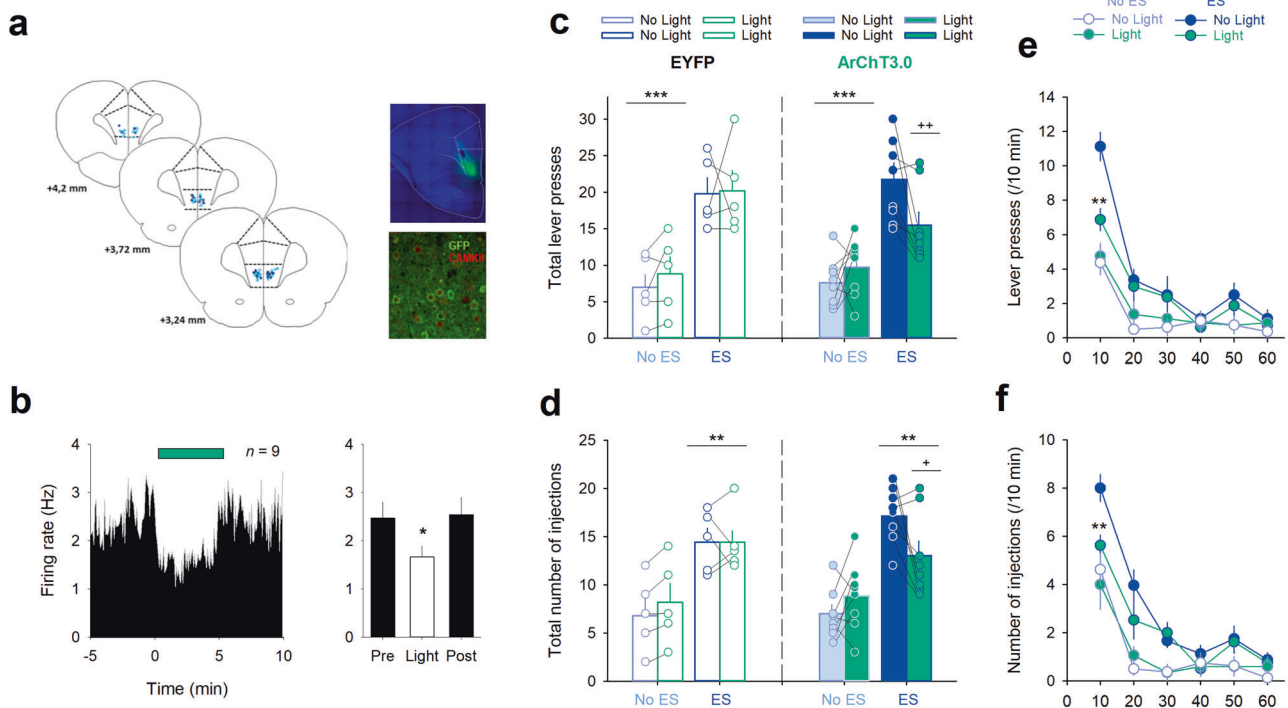 a
+4,2 mm
+3,72 mm
+3,24 mm
GFP
CAMKII
b
Firing rate (Hz)
4
3
2
1
0
n = 9
-5 0 5 10
Time (min)
4
3
2
1
0
*
Pre Light Post
c
No Light Light No Light Light
No Light Light No Light Light
EYFP ArChT3.0
Total lever presses
30
25
20
15
10
5
0
*** *** ++
No ES ES No ES ES
d
Total number of injections
25
20
15
10
5
0
** ** +
No ES ES No ES ES
No ES ES
No Light No Light
Light Light
e
Lever presses (/10 min)
14
12
10
8
6
4
2
0
**
0 10 20 30 40 50 60
f
Number of injections (/10 min)
10
8
6
4
2
0
**
0 10 20 30 40 50 60